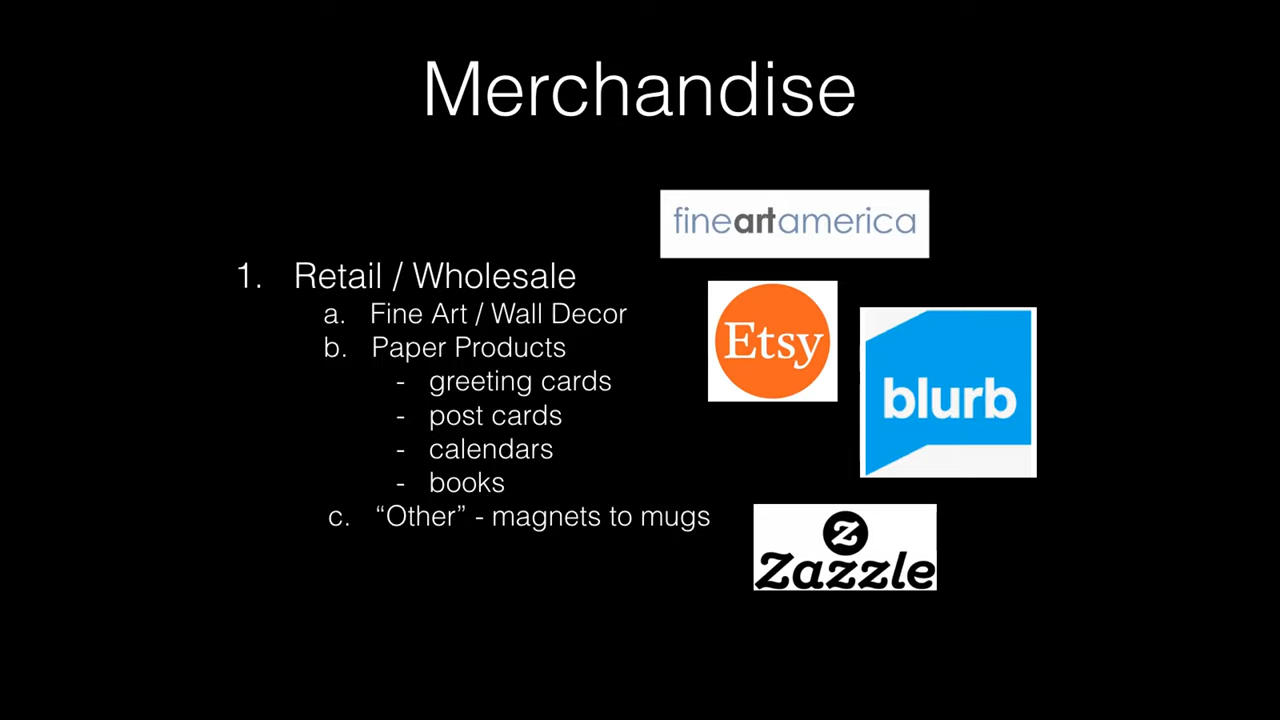 Merchandise
fineartamerica
1. Retail / Wholesale
a. Fine Art / Wall Decor
b. Paper Products
- greeting cards
- post cards
- calendars
- books
c. “Other” - magnets to mugs
Etsy
blurb
Z
Zazzle